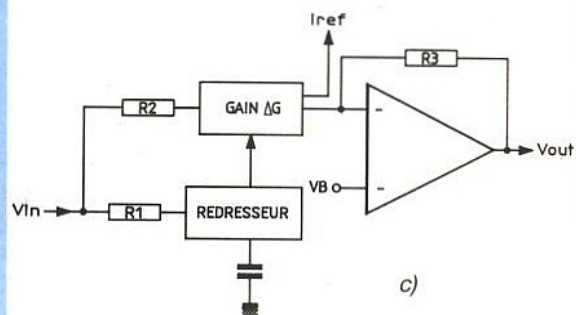 Iref
R3
R2
GAIN ΔG
-
Vout
VB
-
Vin
R1
REDRESSEUR
c)